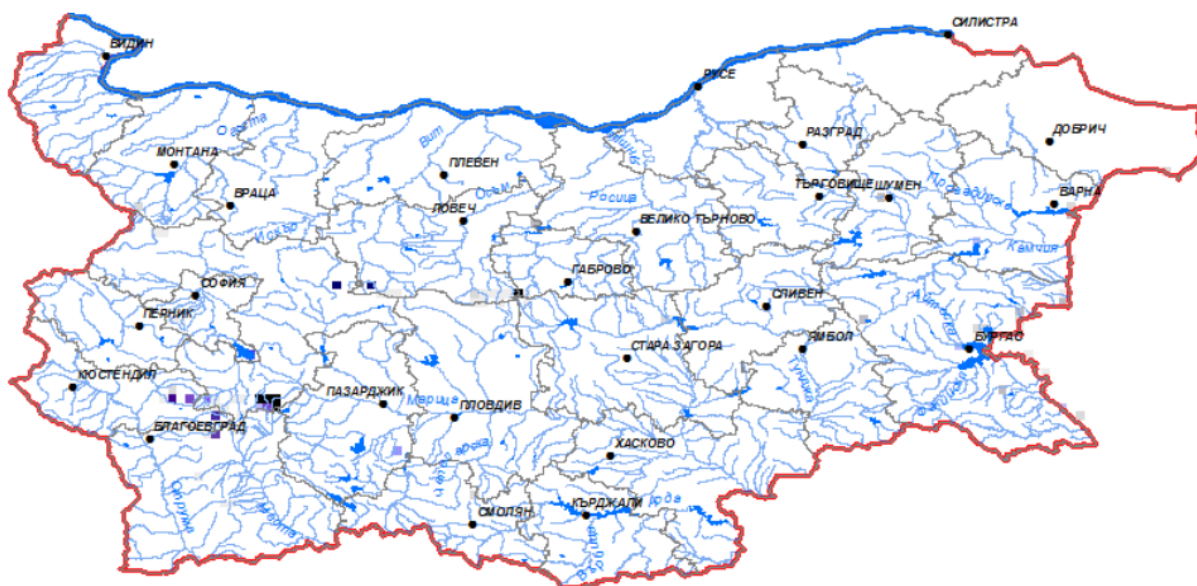 СИЛИСТРА
ВИДИН
РУСЕ
Огоста
Вит
РАЗГРАД
ДОБРИЧ
МОНТАНА
ПЛЕВЕН
Осъм
ВРАЦА
Росица
ТЪРГОВИЩЕ
ШУМЕН
Провадийска
ВАРНА
ЛОВЕЧ
ВЕЛИКО ТЪРНОВО
Искър
Камчия
ГАБРОВО
СОФИЯ
СЛИВЕН
ПЕРНИК
СТАРА ЗАГОРА
ЯМБОЛ
БУРГАС
КЮСТЕНДИЛ
ПАЗАРДЖИК
Марица
ПЛОВДИВ
Тунджа
БЛАГОЕВГРАД
ХАСКОВО
Струма
Места
СМОЛЯН
КЪРДЖАЛИ